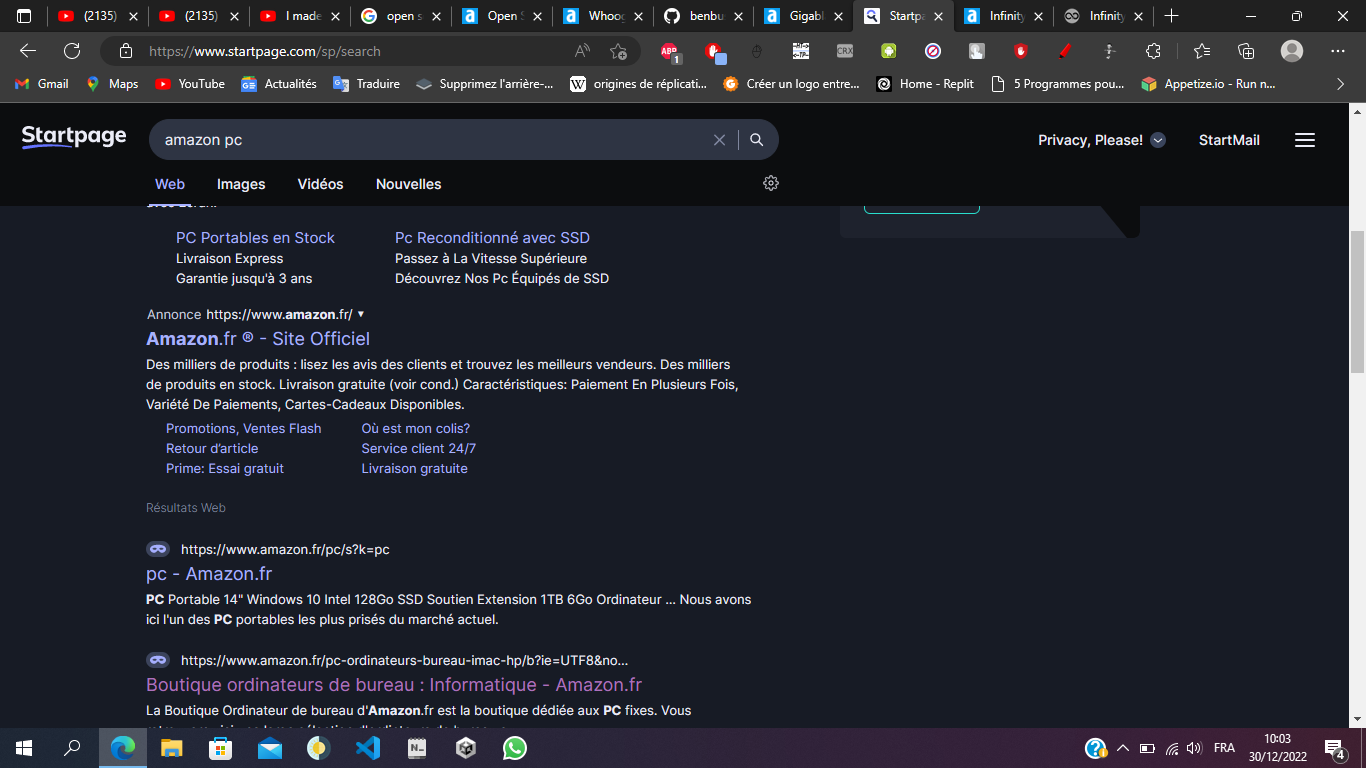 (2135)
(2135)
I made
open s
Open S
Whoog
benbu
Gigabl
Startpa
Infinity
Infinity
https://www.startpage.com/sp/search
ABP
1
CRX
Gmail
Maps
YouTube
Actualités
Traduire
Supprimez l'arrière-...
W
origines de réplicati...
Créer un logo entre...
Home - Replit
5 Programmes pou...
Appetize.io - Run n...
Startpage
amazon pc
Privacy, Please!
StartMail
Web
Images
Vidéos
Nouvelles
PC Portables en Stock
Pc Reconditionné avec SSD
Livraison Express
Passez à La Vitesse Supérieure
Garantie jusqu'à 3 ans
Découvrez Nos Pc Équipés de SSD
Annonce https://www.amazon.fr/
Amazon.fr ® - Site Officiel
Des milliers de produits : lisez les avis des clients et trouvez les meilleurs vendeurs. Des milliers
de produits en stock. Livraison gratuite (voir cond.) Caractéristiques: Paiement En Plusieurs Fois,
Variété De Paiements, Cartes-Cadeaux Disponibles.
Promotions, Ventes Flash
Où est mon colis?
Retour d'article
Service client 24/7
Prime: Essai gratuit
Livraison gratuite
Résultats Web
https://www.amazon.fr/pc/s?k=pc
pc - Amazon.fr
PC Portable 14" Windows 10 Intel 128Go SSD Soutien Extension 1TB 6Go Ordinateur ... Nous avons
ici l'un des PC portables les plus prisés du marché actuel.
https://www.amazon.fr/pc-ordinateurs-bureau-imac-hp/b?ie=UTF8&no...
Boutique ordinateurs de bureau : Informatique - Amazon.fr
La Boutique Ordinateur de bureau d'Amazon.fr est la boutique dédiée aux PC fixes. Vous
FRA
10:03
30/12/2022
4